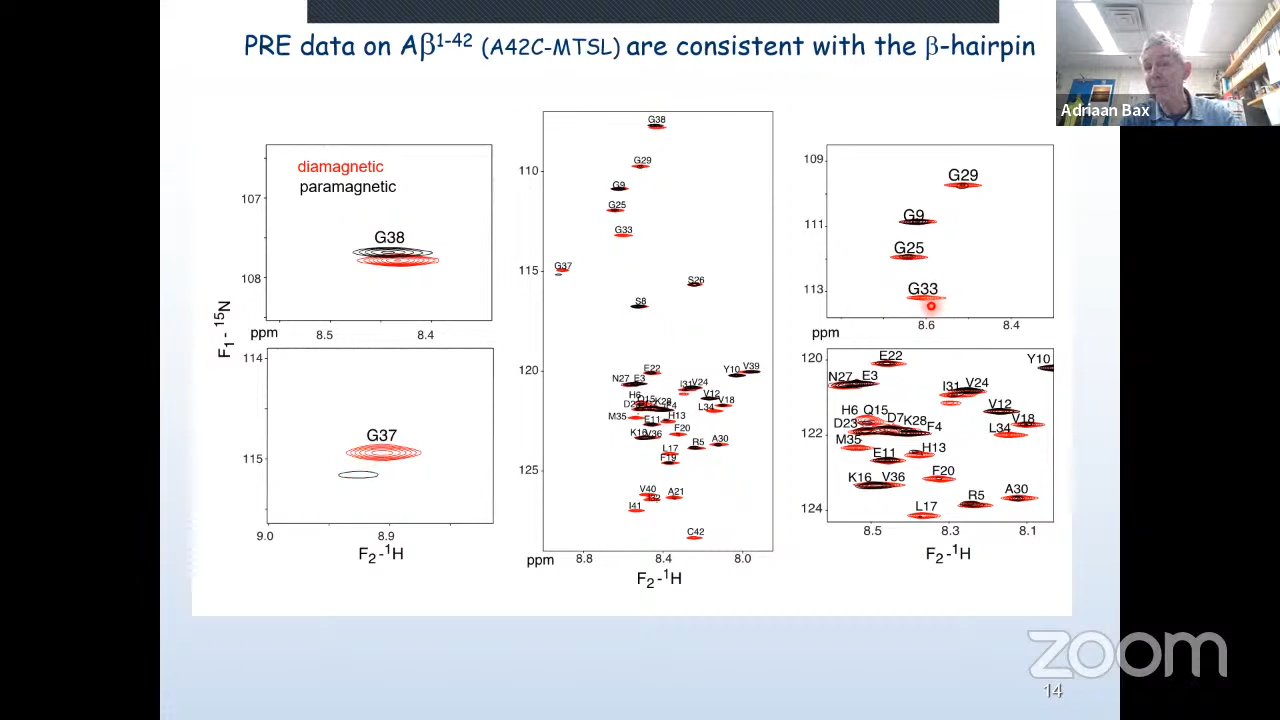 PRE data on Aβ1-42 (A42C-MTSL) are consistent with the β-hairpin
Adriaan Bax
diamagnetic
paramagnetic
107
G38
108
ppm
8.5
8.4
F1 - 15N
114
G37
115
9.0
8.9
F2 -1H
G38
110
G29
G9
G25
G33
115
G37
S26
S8
120
E22
Y10
V39
N27
E3
I31
V24
H6
Q15
V12
K28
F4
V18
L34
M35
E11
H13
K16
V36
F20
R5
A30
L17
F19
125
V40
A21
I41
C42
ppm
8.8
8.4
8.0
F2 -1H
109
G29
111
G9
G25
113
G33
ppm
8.6
8.4
120
E22
Y10
N27
E3
I31
V24
V12
H6
Q15
D7
V18
D23
K28
F4
L34
122
M35
E11
H13
K16
V36
F20
A30
R5
L17
124
8.5
8.3
8.1
F2 -1H
zoom
14